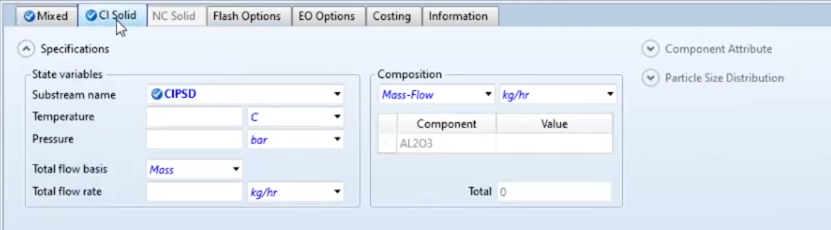 Mixed CI Solid NC Solid Flash Options EO Options Costing Information
Specifications
Component Attribute
Particle Size Distribution
State variables
Substream name CIPSD
Temperature C
Pressure bar
Total flow basis Mass
Total flow rate kg/hr
Composition
Mass-Flow kg/hr
Component Value
AL2O3
Total 0